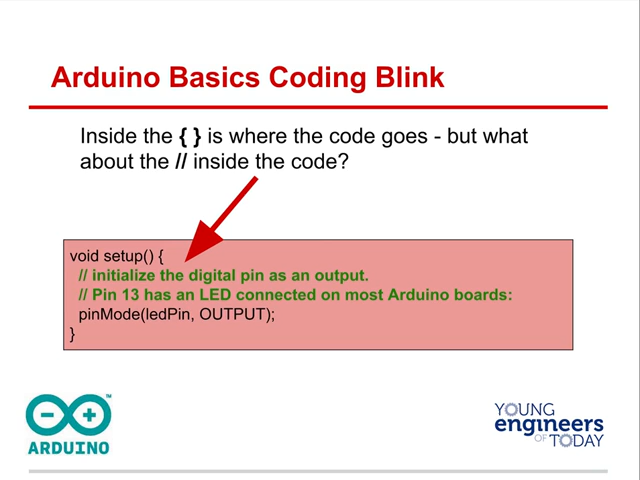 Arduino Basics Coding Blink
Inside the { } is where the code goes - but what
about the // inside the code?
void setup() {
// initialize the digital pin as an output.
// Pin 13 has an LED connected on most Arduino boards:
pinMode(ledPin, OUTPUT);
}
ARDUINO
TM
YOUNG
engineers
OF TODAY